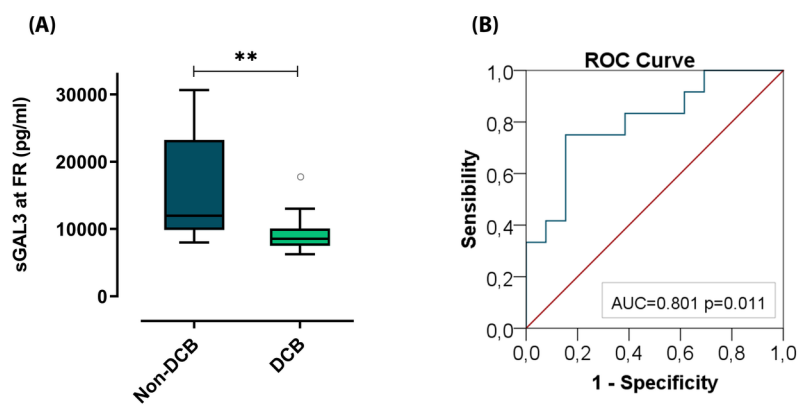 (A)
**
sGAL3 at FR (pg/ml)
30000
20000
10000
0
Non-DCB
DCB
(B)
ROC Curve
Sensibility
1,0
0,8
0,6
0,4
0,2
0,0
AUC=0.801 p=0.011
0,0 0,2 0,4 0,6 0,8 1,0
1 - Specificity